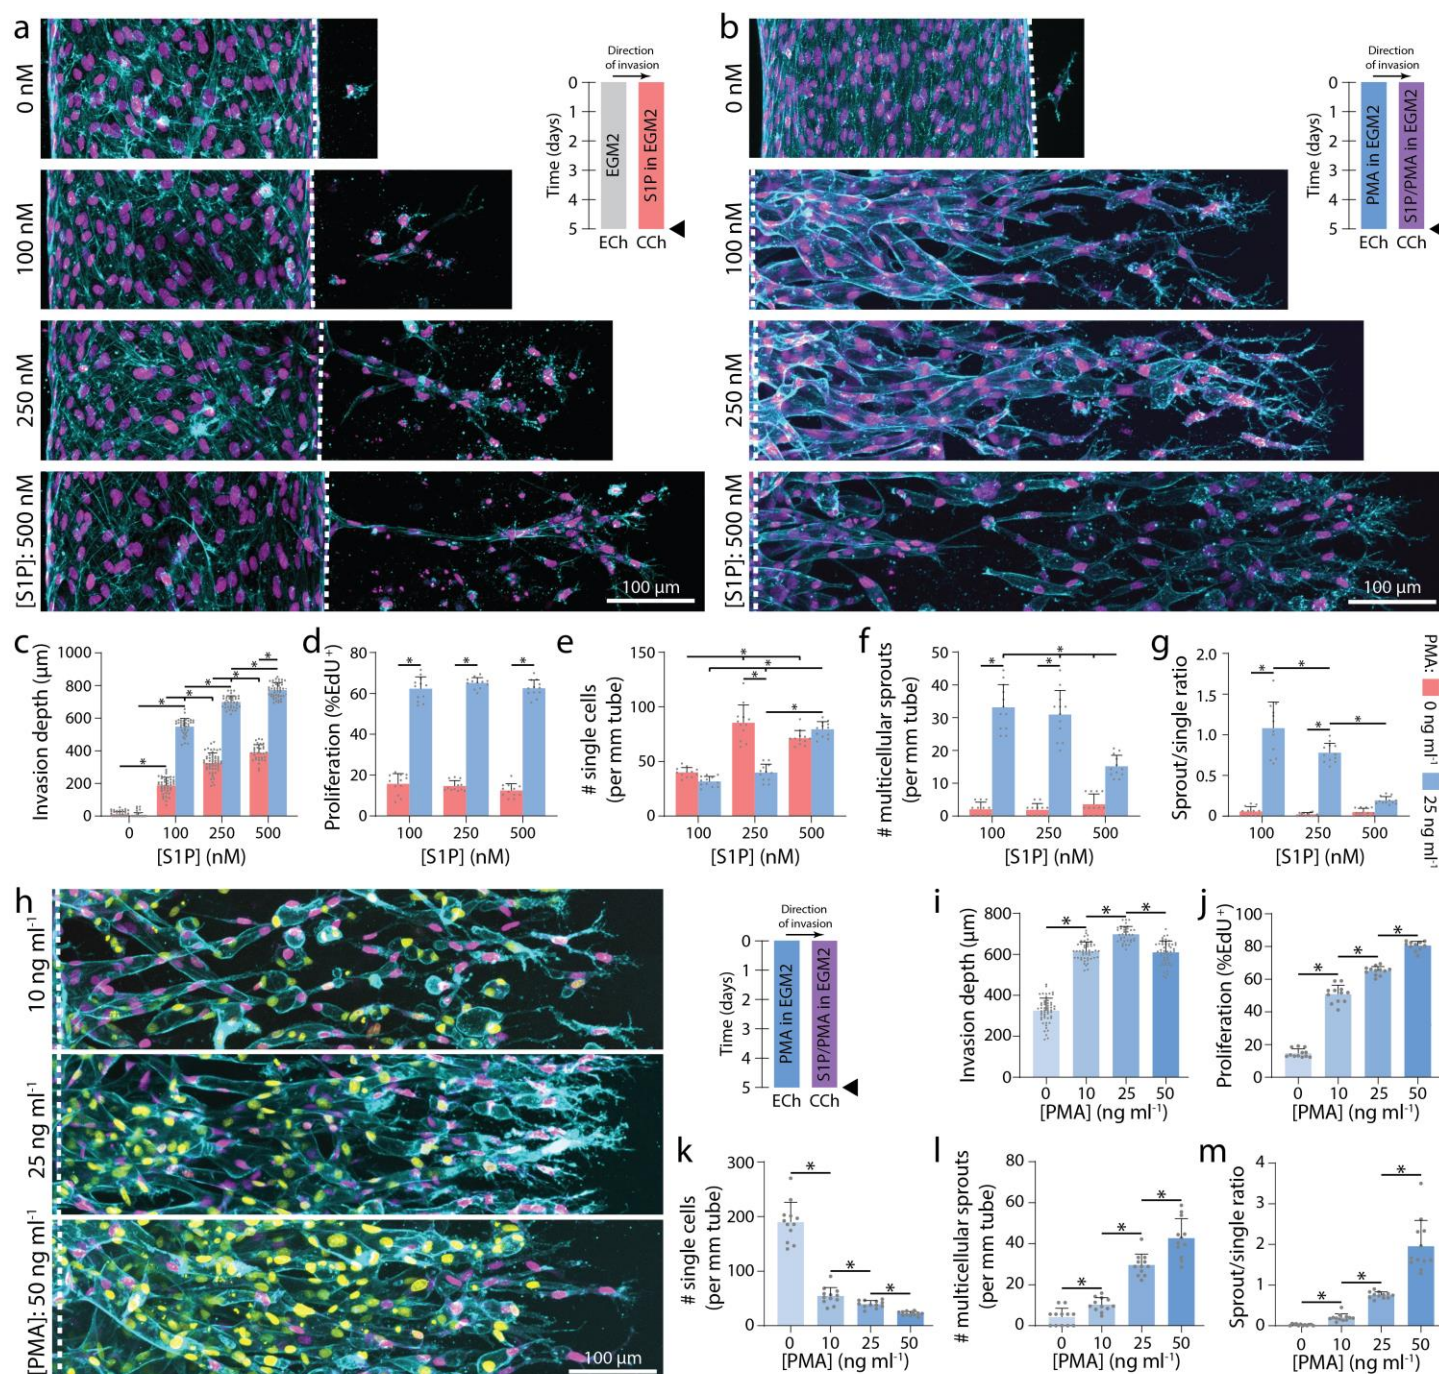 a
0 nM
100 nM
250 nM
[S1P]: 500 nM
100 µm
Direction
of invasion
Time (days)
0
1
2
3
4
5
EGM2
S1P in EGM2
ECh
CCh
b
0 nM
100 nM
250 nM
[S1P]: 500 nM
100 µm
Direction
of invasion
Time (days)
0
1
2
3
4
5
PMA in EGM2
S1P/PMA in EGM2
ECh
CCh
c
Invasion depth (µm)
1000
800
600
400
200
0
* * * * * * *
0 100 250 500
[S1P] (nM)
d
Proliferation (%EdU⁺)
80
60
40
20
0
* * *
100 250 500
[S1P] (nM)
e
# single cells
(per mm tube)
150
100
50
0
* * * *
100 250 500
[S1P] (nM)
f
# multicellular sprouts
(per mm tube)
50
40
30
20
10
0
* * *
100 250 500
[S1P] (nM)
g
Sprout/single ratio
2.0
1.5
1.0
0.5
0.0
* * * *
100 250 500
[S1P] (nM)
PMA:
0 ng ml⁻¹
25 ng ml⁻¹
h
10 ng ml⁻¹
25 ng ml⁻¹
[PMA]: 50 ng ml⁻¹
100 µm
Direction
of invasion
Time (days)
0
1
2
3
4
5
PMA in EGM2
S1P/PMA in EGM2
ECh
CCh
i
Invasion depth (µm)
800
600
400
200
0
* * *
0 10 25 50
[PMA] (ng ml⁻¹)
j
Proliferation (%EdU⁺)
100
80
60
40
20
0
* * *
0 10 25 50
[PMA] (ng ml⁻¹)
k
# single cells
(per mm tube)
300
200
100
0
* * *
0 10 25 50
[PMA] (ng ml⁻¹)
l
# multicellular sprouts
(per mm tube)
80
60
40
20
0
* * *
0 10 25 50
[PMA] (ng ml⁻¹)
m
Sprout/single ratio
4
3
2
1
0
* * *
0 10 25 50
[PMA] (ng ml⁻¹)